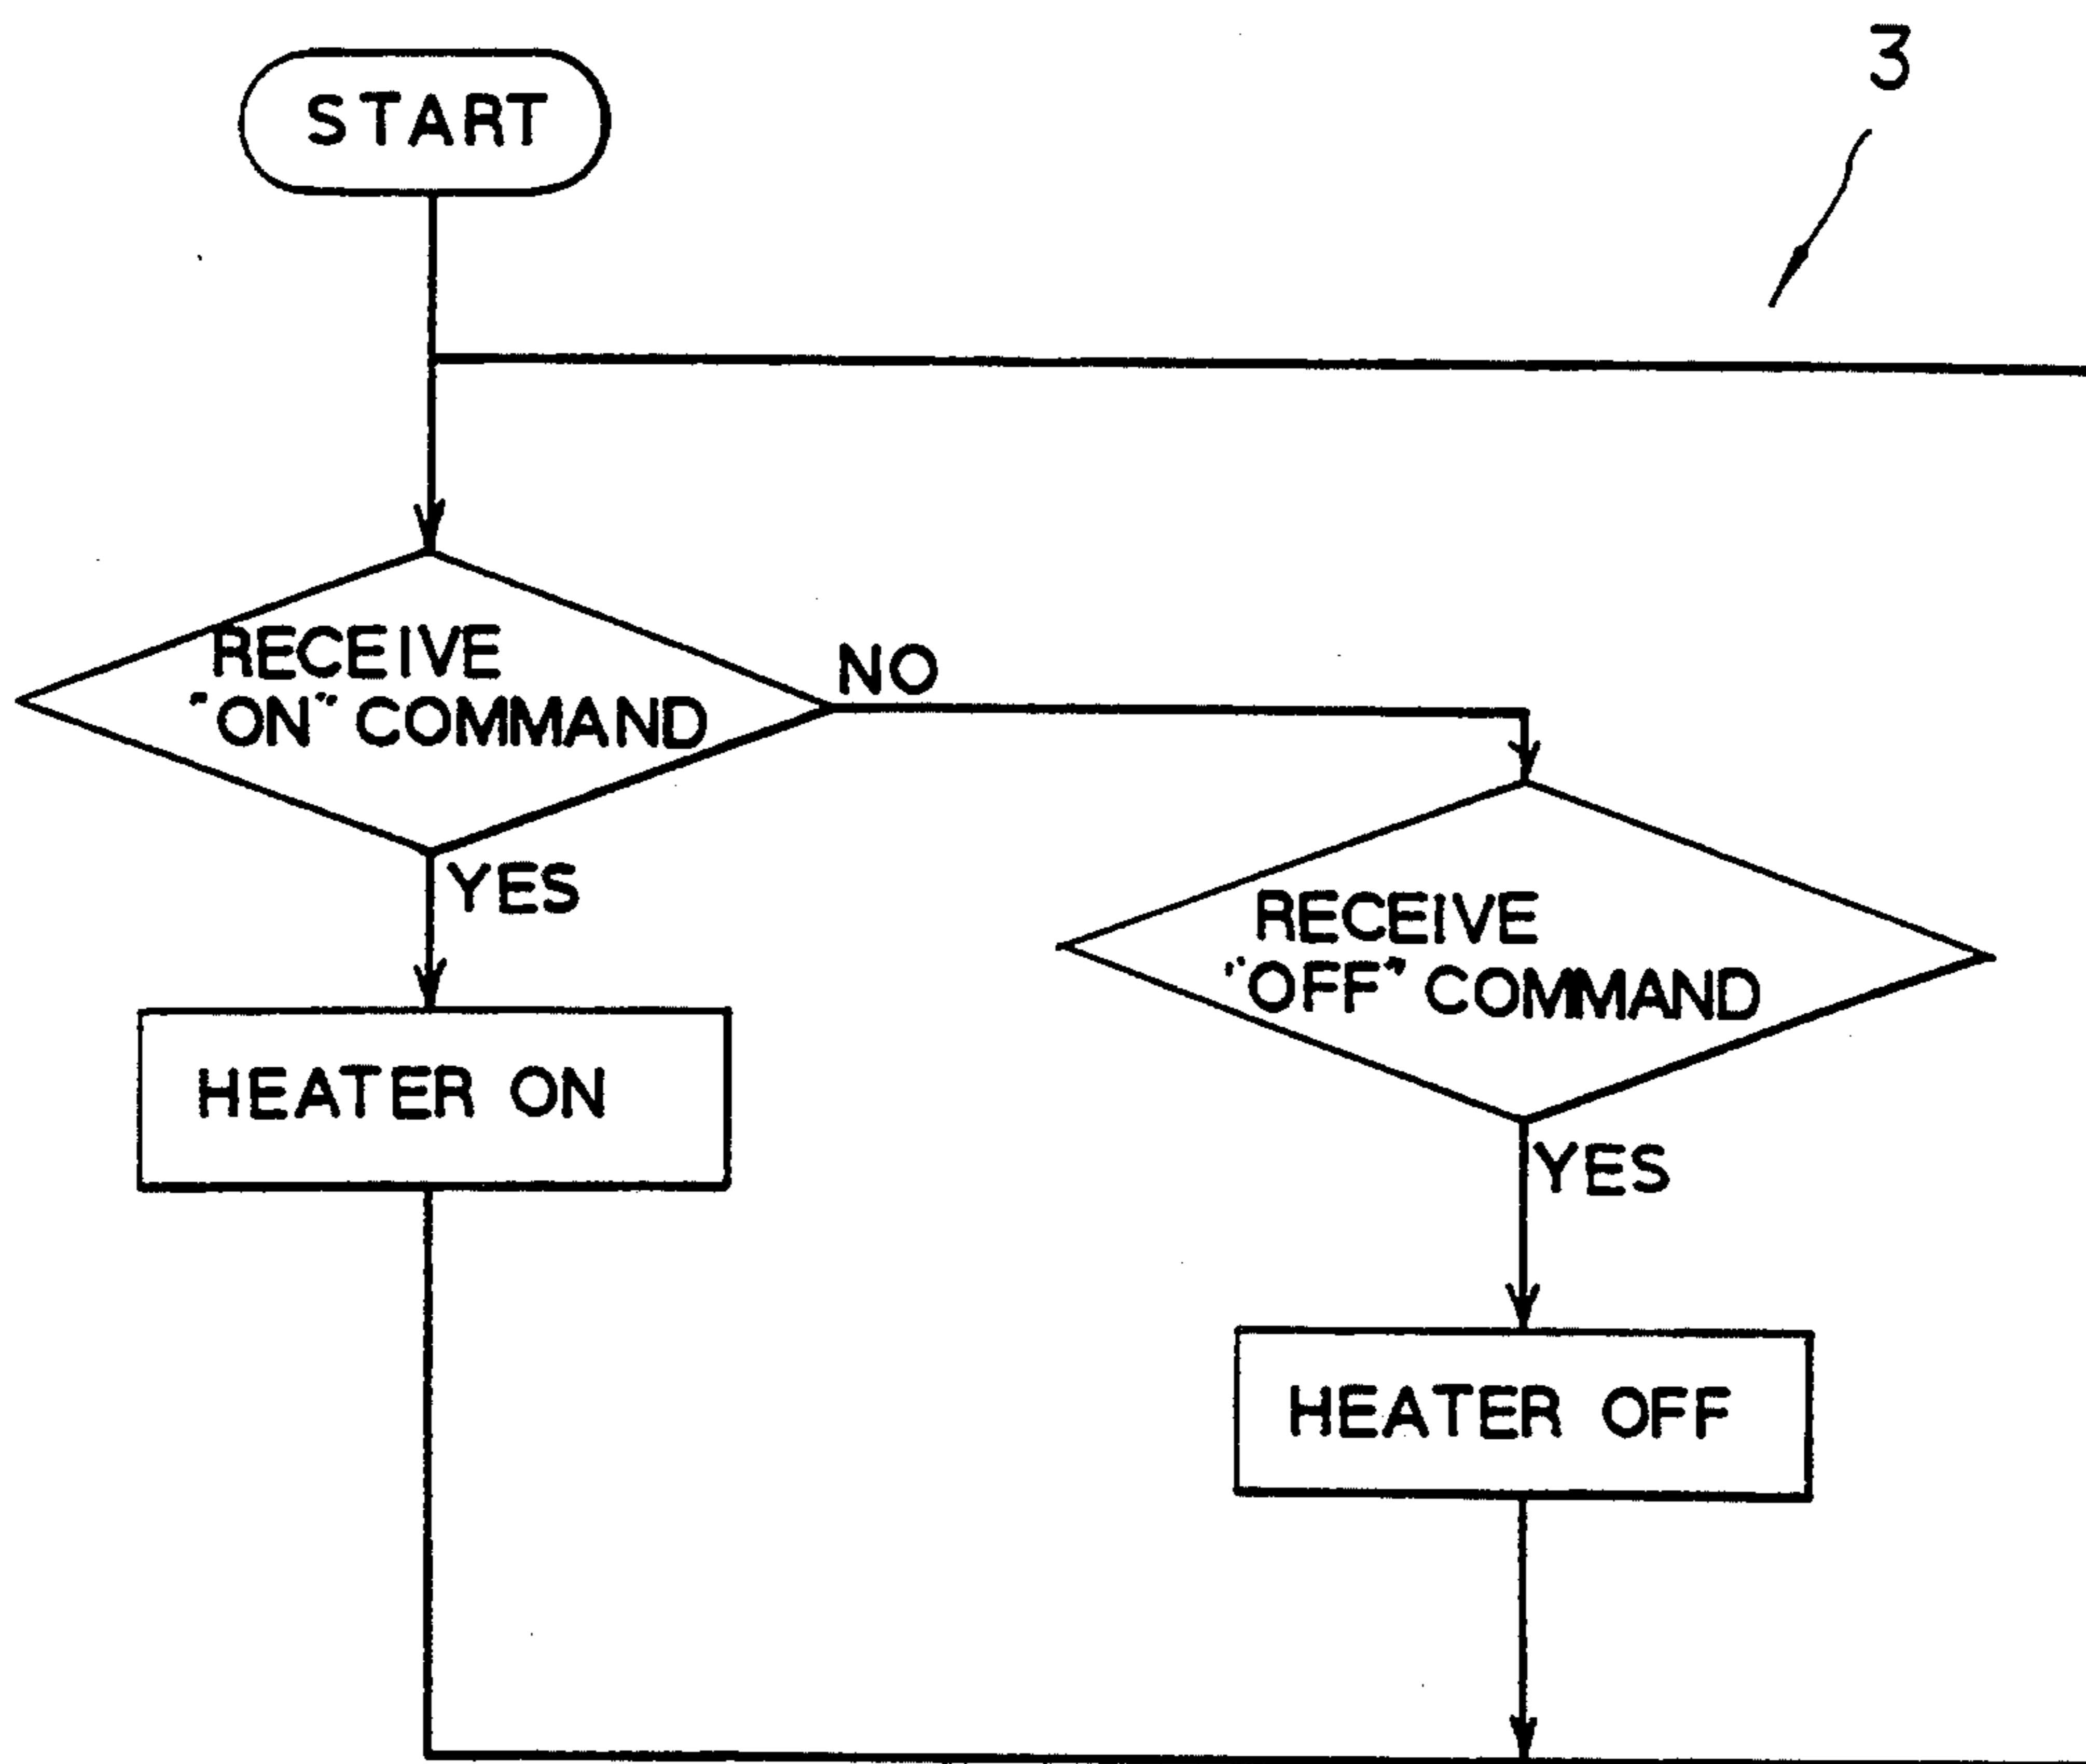 3
START
RECEIVE
"ON" COMMAND
NO
YES
RECEIVE
"OFF" COMMAND
HEATER ON
YES
HEATER OFF